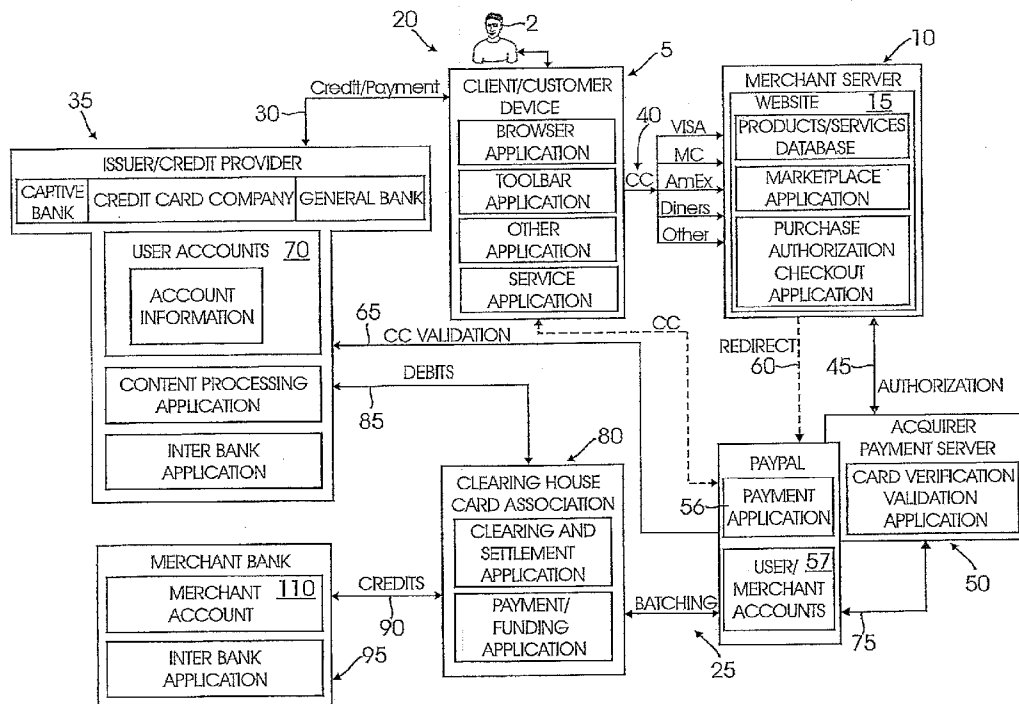 20
2
5
10
35
Credit/Payment
30
CLIENT/CUSTOMER
DEVICE
BROWSER
APPLICATION
TOOLBAR
APPLICATION
OTHER
APPLICATION
SERVICE
APPLICATION
40
CC
VISA
MC
AmEx
Diners
Other
MERCHANT SERVER
WEBSITE 15
PRODUCTS/SERVICES
DATABASE
MARKETPLACE
APPLICATION
PURCHASE
AUTHORIZATION
CHECKOUT
APPLICATION
ISSUER/CREDIT PROVIDER
CAPTIVE
BANK
CREDIT CARD COMPANY
GENERAL BANK
USER ACCOUNTS 70
ACCOUNT
INFORMATION
CONTENT PROCESSING
APPLICATION
INTER BANK
APPLICATION
65
CC VALIDATION
DEBITS
85
CC
REDIRECT
60
45
AUTHORIZATION
ACQUIRER
PAYMENT SERVER
CARD VERIFICATION
VALIDATION
APPLICATION
50
PAYPAL
56
PAYMENT
APPLICATION
USER/ 57
MERCHANT
ACCOUNTS
75
80
CLEARING HOUSE
CARD ASSOCIATION
CLEARING AND
SETTLEMENT
APPLICATION
PAYMENT/
FUNDING
APPLICATION
BATCHING
25
MERCHANT BANK
MERCHANT 110
ACCOUNT
INTER BANK
APPLICATION
CREDITS
90
95